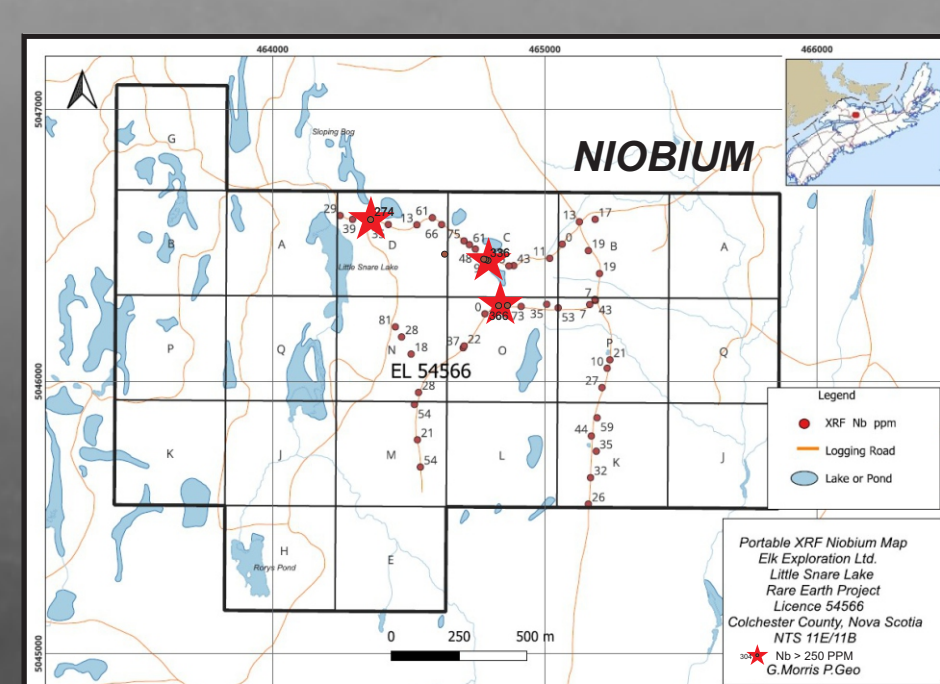 464000 465000 466000
5047000
5046000
5045000
NIOBIUM
Sloping Bog
G
B A D C B A
29 39 274 35 13 61 66 75 61 48 336 43 11 0 13 17 19 19
Little Snare Lake
P Q N O P Q
0 366 73 35 53 7 7 43
81 28 18 37 22 21 10 27
EL 54566
28
K J M L K J
54 21 54 44 59 35 32 26
H E
Rorys Pond
0 250 500 m
Legend
XRF Nb ppm
Logging Road
Lake or Pond
Portable XRF Niobium Map
Elk Exploration Ltd.
Little Snare Lake
Rare Earth Project
Licence 54566
Colchester County, Nova Scotia
NTS 11E/11B
Nb > 250 PPM
G.Morris P.Geo